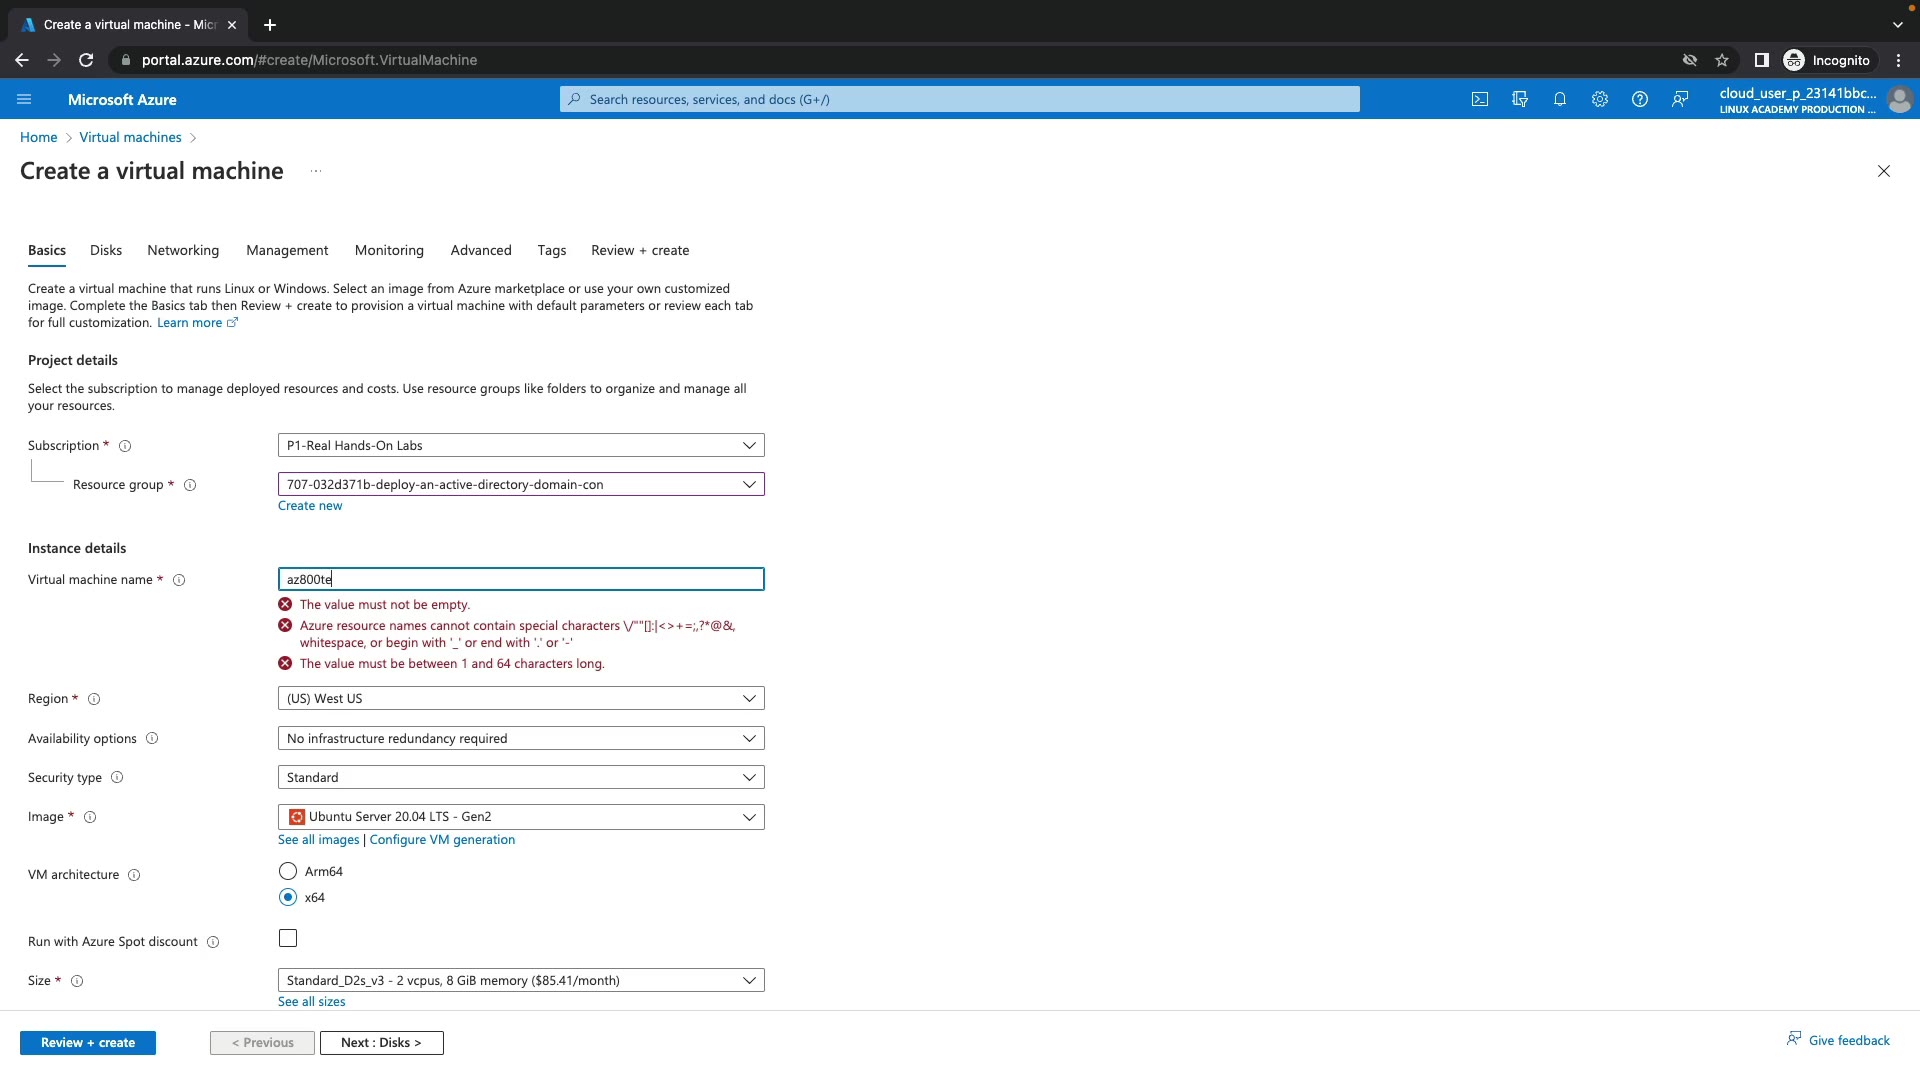 Create a virtual machine - Micr
portal.azure.com/#create/Microsoft.VirtualMachine
Incognito
Microsoft Azure
Search resources, services, and docs (G+/)
cloud_user_p_23141bbc...
LINUX ACADEMY PRODUCTION ...
Home > Virtual machines >
Create a virtual machine ...
Basics Disks Networking Management Monitoring Advanced Tags Review + create
Create a virtual machine that runs Linux or Windows. Select an image from Azure marketplace or use your own customized
image. Complete the Basics tab then Review + create to provision a virtual machine with default parameters or review each tab
for full customization. Learn more
Project details
Select the subscription to manage deployed resources and costs. Use resource groups like folders to organize and manage all
your resources.
Subscription * P1-Real Hands-On Labs
Resource group * 707-032d371b-deploy-an-active-directory-domain-con
Create new
Instance details
Virtual machine name * az800te
The value must not be empty.
Azure resource names cannot contain special characters \/""[]:|<>+=;,?*@&,
whitespace, or begin with '_' or end with '.' or '-'
The value must be between 1 and 64 characters long.
Region * (US) West US
Availability options No infrastructure redundancy required
Security type Standard
Image * Ubuntu Server 20.04 LTS - Gen2
See all images | Configure VM generation
VM architecture
Arm64
x64
Run with Azure Spot discount
Size * Standard_D2s_v3 - 2 vcpus, 8 GiB memory ($85.41/month)
See all sizes
Review + create < Previous Next : Disks > Give feedback